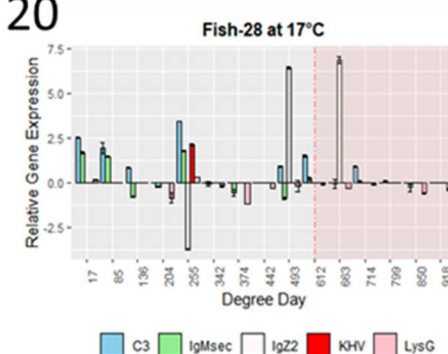 20
Fish-28 at 17°C
Relative Gene Expression
7.5
5.0
2.5
0.0
-2.5
17 85 136 204 255 342 374 442 493 612 663 714 799 850 918
Degree Day
C3 IgMsec IgZ2 KHV LysG